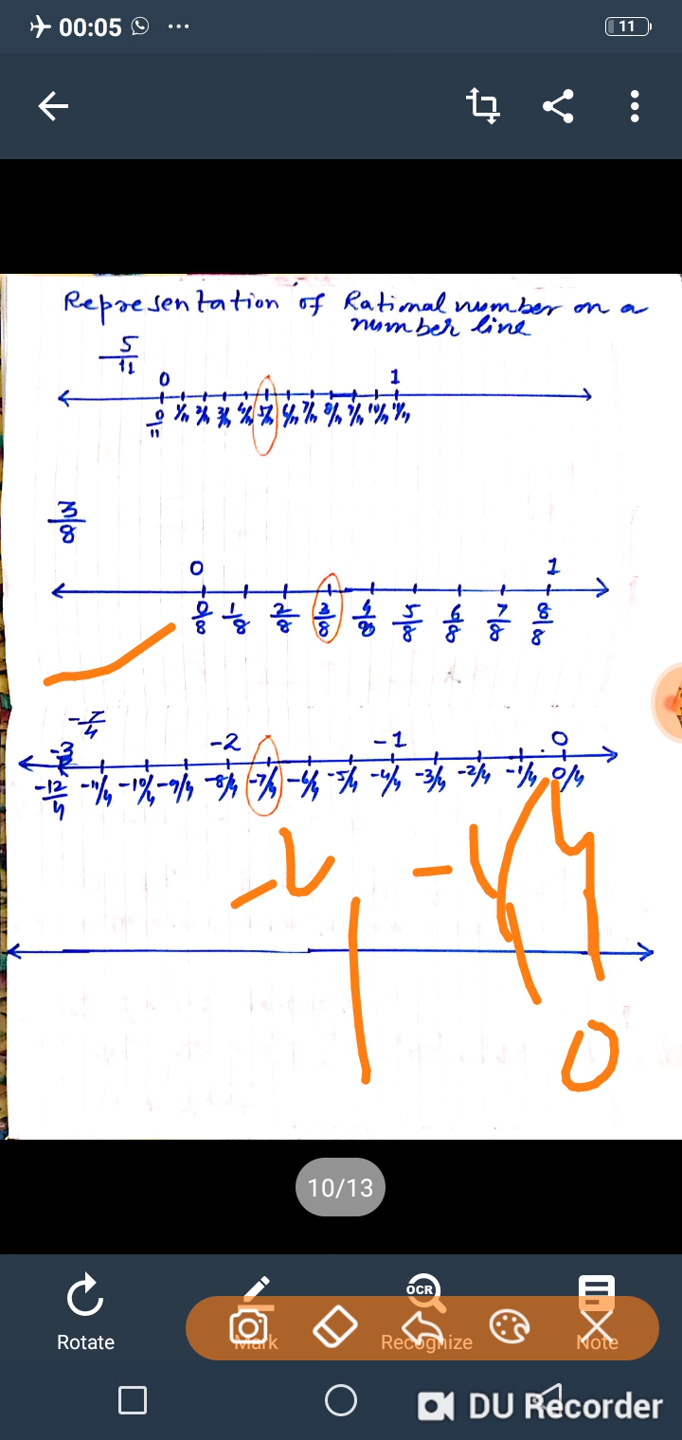 00:05 ... 11
Representation of Rational number on a
number line
5/11
0 1
0/11 1/11 2/11 3/11 4/11 5/11 6/11 7/11 8/11 9/11 10/11 11/11
3/8
0 1
0/8 1/8 2/8 3/8 4/8 5/8 6/8 7/8 8/8
-7/4
-3 -2 -1 0
-12/4 -11/4 -10/4 -9/4 -8/4 -7/4 -6/4 -5/4 -4/4 -3/4 -2/4 -1/4 0/4
0
10/13
OCR
Rotate Mark Recognize Note
DU Recorder